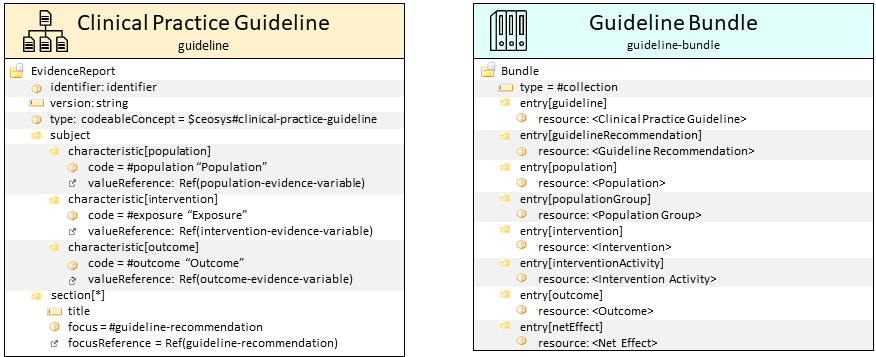 Clinical Practice Guideline
guideline
EvidenceReport
identifier: identifier
version: string
type: codeableConcept = $ceosys#clinical-practice-guideline
subject
characteristic[population]
code = #population “Population”
valueReference: Ref(population-evidence-variable)
characteristic[intervention]
code = #exposure “Exposure”
valueReference: Ref(intervention-evidence-variable)
characteristic[outcome]
code = #outcome “Outcome”
valueReference: Ref(outcome-evidence-variable)
section[*]
title
focus = #guideline-recommendation
focusReference = Ref(guideline-recommendation)
Guideline Bundle
guideline-bundle
Bundle
type = #collection
entry[guideline]
resource: <Clinical Practice Guideline>
entry[guidelineRecommendation]
resource: <Guideline Recommendation>
entry[population]
resource: <Population>
entry[populationGroup]
resource: <Population Group>
entry[intervention]
resource: <Intervention>
entry[interventionActivity]
resource: <Intervention Activity>
entry[outcome]
resource: <Outcome>
entry[netEffect]
resource: <Net Effect>